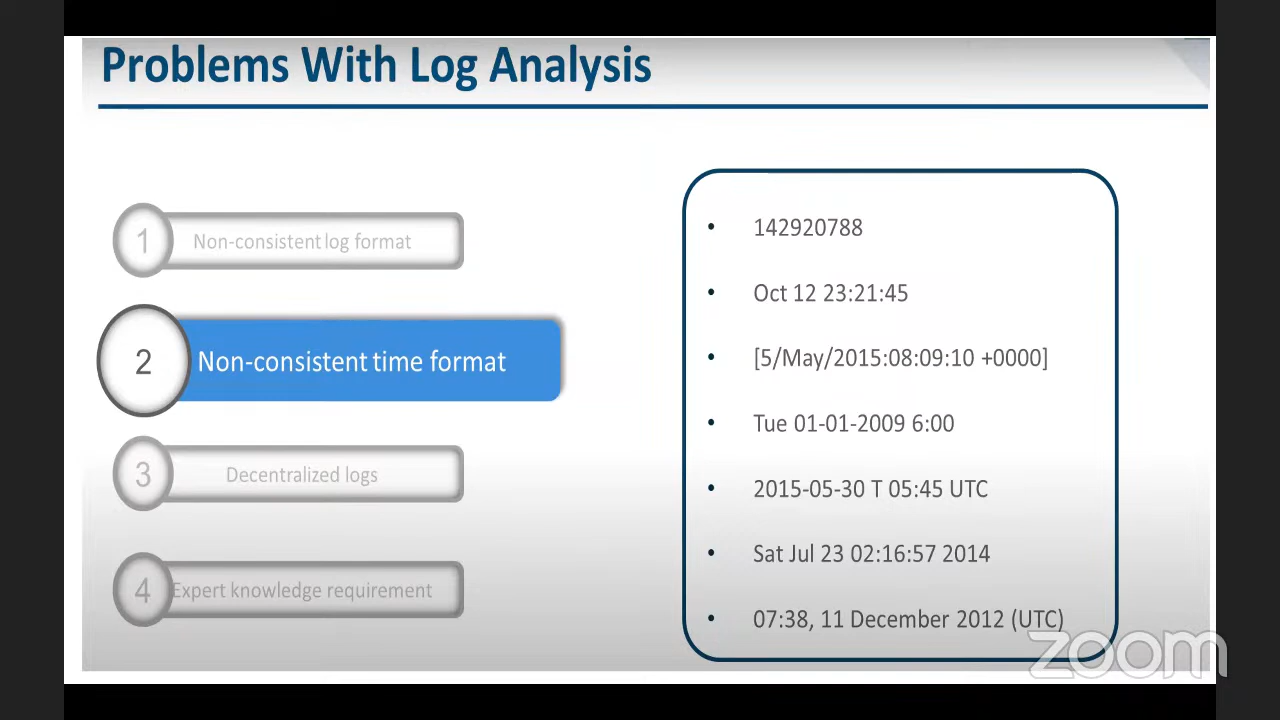 Problems With Log Analysis
1
Non-consistent log format
2
Non-consistent time format
3
Decentralized logs
4
Expert knowledge requirement
• 142920788
• Oct 12 23:21:45
• [5/May/2015:08:09:10 +0000]
• Tue 01-01-2009 6:00
• 2015-05-30 T 05:45 UTC
• Sat Jul 23 02:16:57 2014
• 07:38, 11 December 2012 (UTC)
zoom